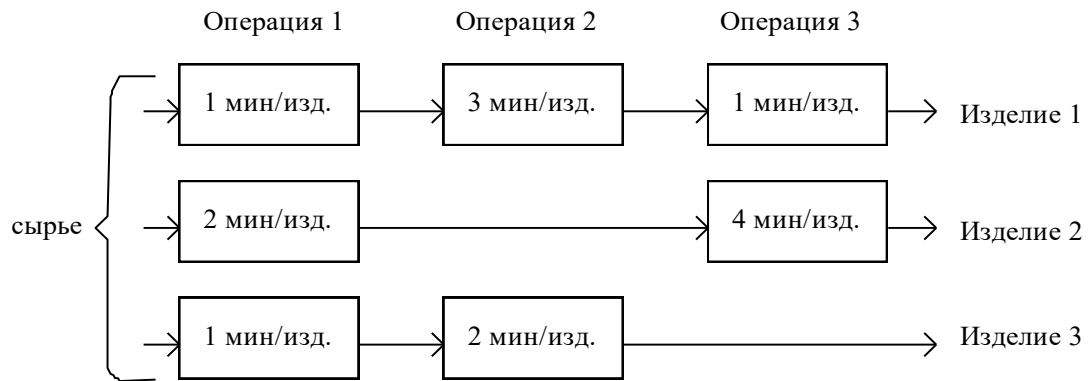 Операция 1 Операция 2 Операция 3
1 мин/изд. 3 мин/изд. 1 мин/изд. Изделие 1
сырье 2 мин/изд. 4 мин/изд. Изделие 2
1 мин/изд. 2 мин/изд. Изделие 3